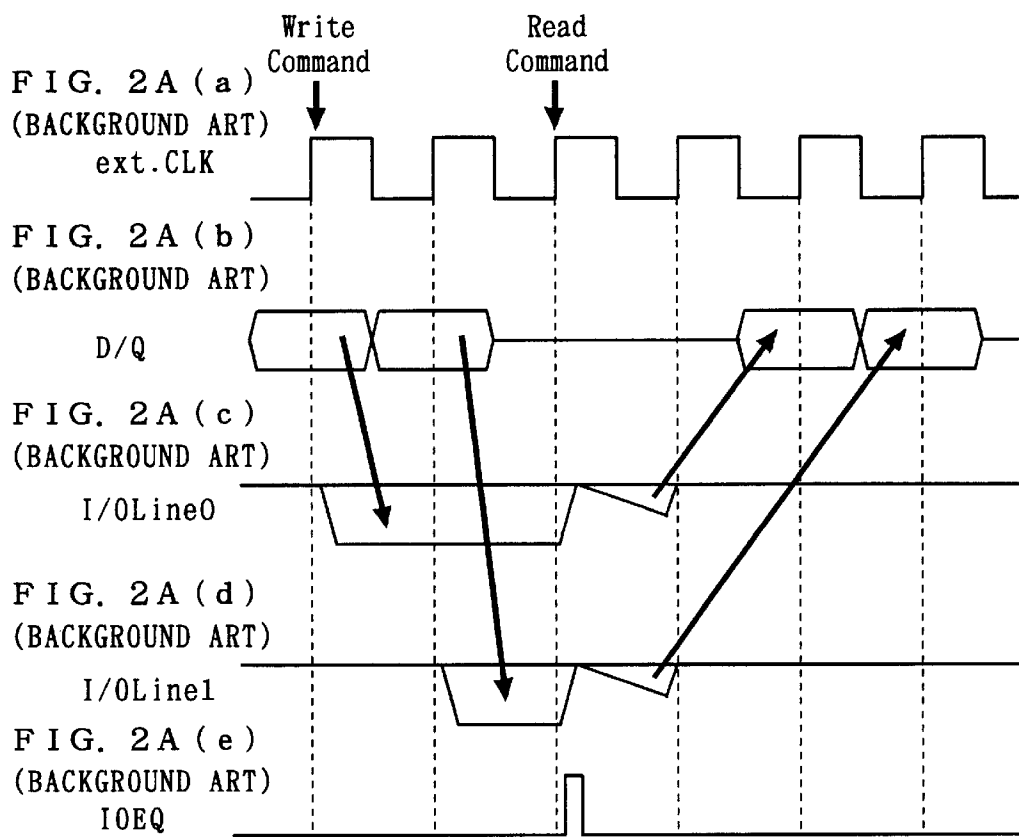 Write
Command
Read
Command
FIG. 2A(a)
(BACKGROUND ART)
ext.CLK
FIG. 2A(b)
(BACKGROUND ART)
D/Q
FIG. 2A(c)
(BACKGROUND ART)
I/OLine0
FIG. 2A(d)
(BACKGROUND ART)
I/OLine1
FIG. 2A(e)
(BACKGROUND ART)
IOEQ